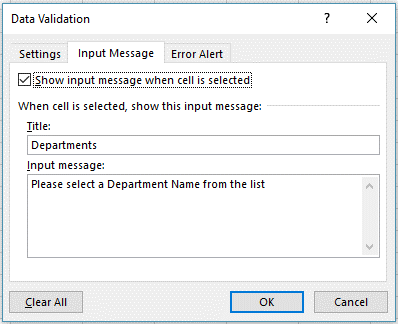 Data Validation
Settings Input Message Error Alert
Show input message when cell is selected
When cell is selected, show this input message:
Title:
Departments
Input message:
Please select a Department Name from the list
Clear All OK Cancel